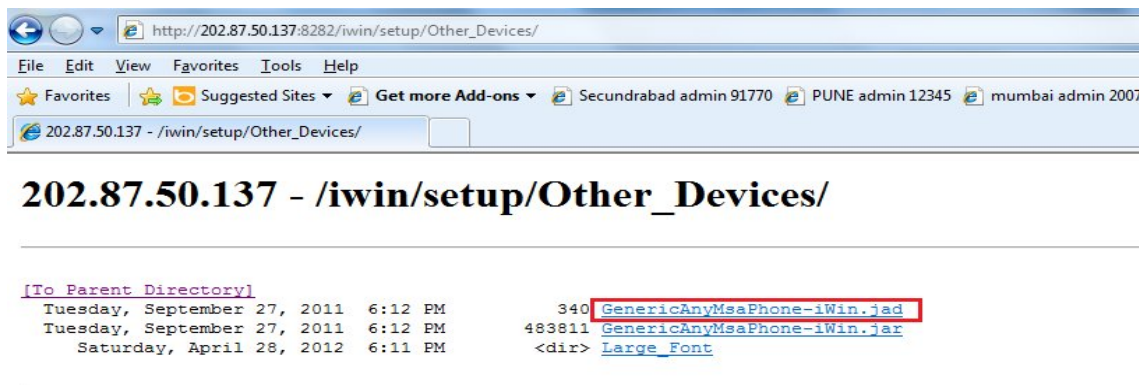 http://202.87.50.137:8282/iwin/setup/Other_Devices/
File Edit View Favorites Tools Help
Favorites Suggested Sites Get more Add-ons Secundrabad admin 91770 PUNE admin 12345 mumbai admin 2007
202.87.50.137 - /iwin/setup/Other_Devices/
202.87.50.137 - /iwin/setup/Other_Devices/
[To Parent Directory]
Tuesday, September 27, 2011 6:12 PM 340 GenericAnyMsaPhone-iWin.jad
Tuesday, September 27, 2011 6:12 PM 483811 GenericAnyMsaPhone-iWin.jar
Saturday, April 28, 2012 6:11 PM <dir> Large_Font